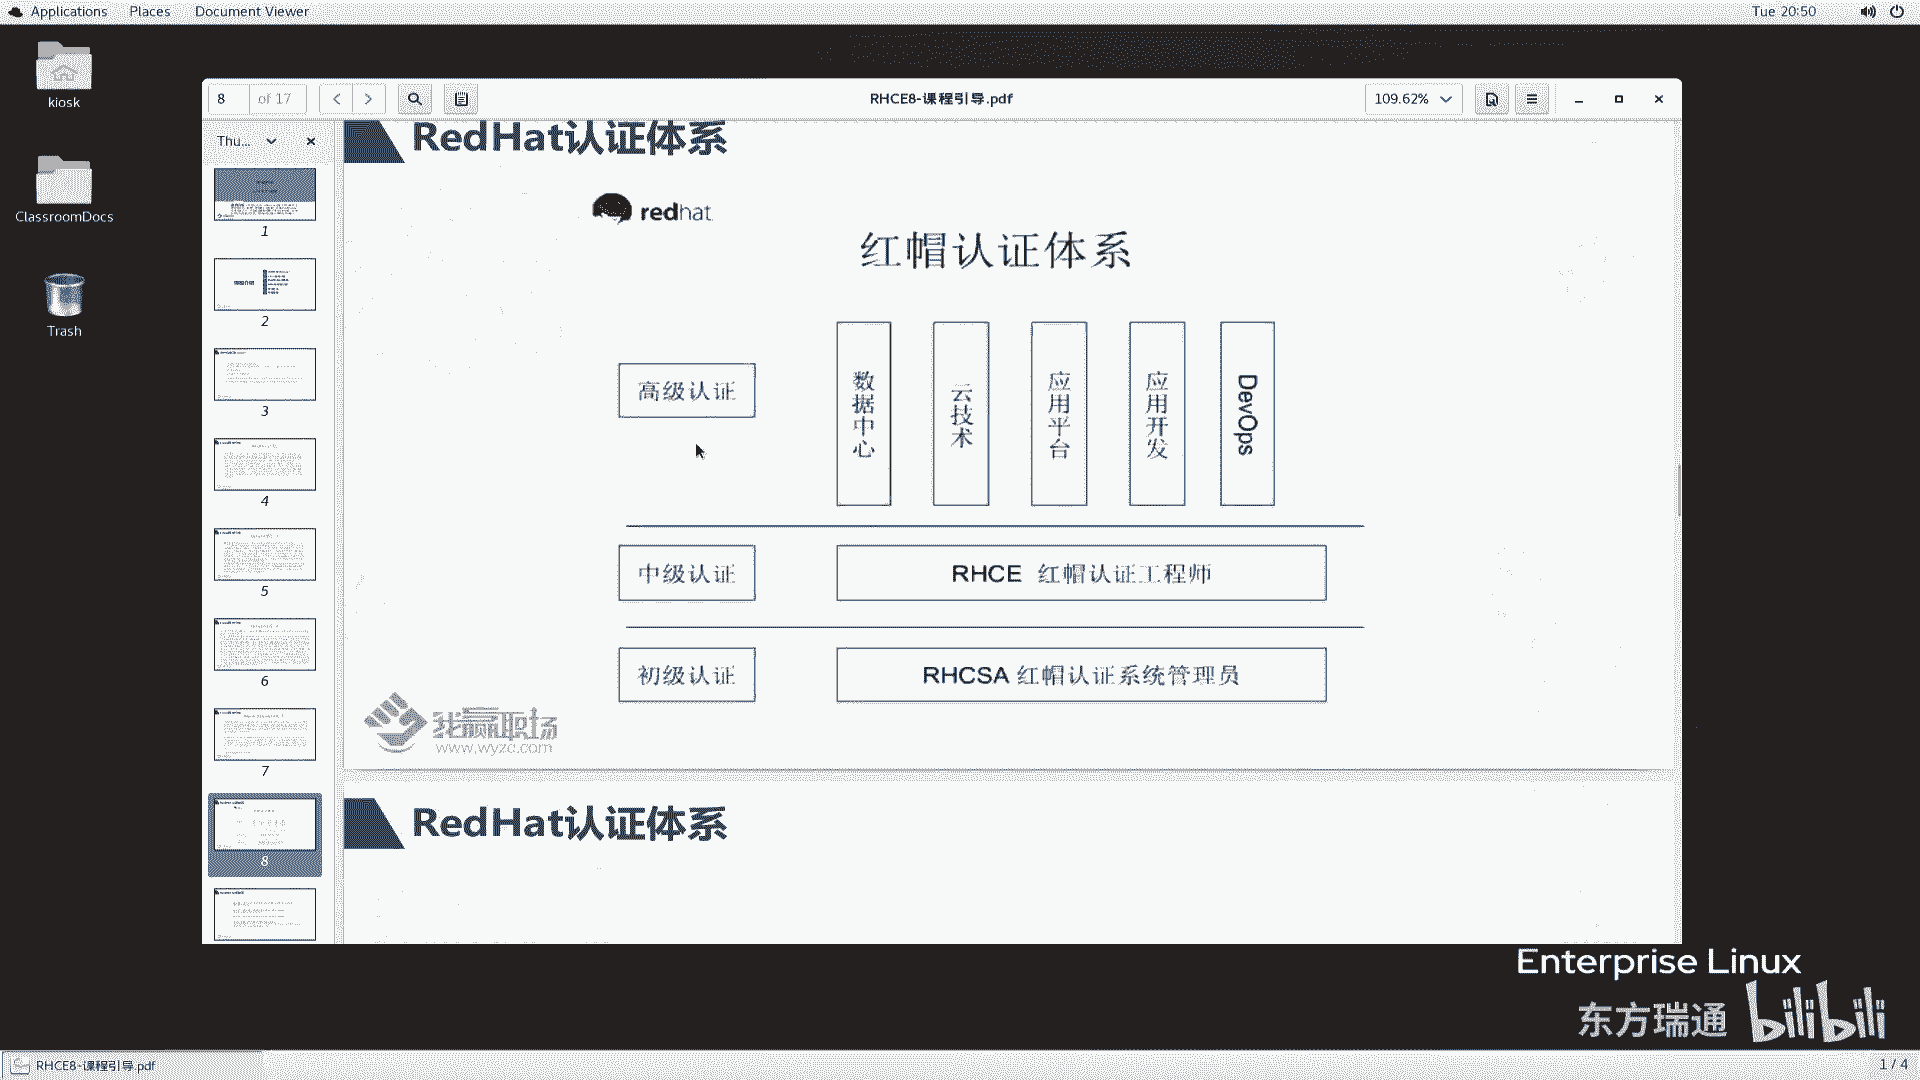 Applications Places Document Viewer Tue 20:50
kiosk
ClassroomDocs
Trash
8 of 17 RHCE8-课程引导.pdf 109.62%
Thu...
1
2
3
4
5
6
7
8
RedHat认证体系
redhat
红帽认证体系
高级认证
数据中心
云技术
应用平台
应用开发
DevOps
中级认证 RHCE 红帽认证工程师
初级认证 RHCSA 红帽认证系统管理员
我赢职场
www.wyzc.com
RedHat认证体系
Enterprise Linux
东方瑞通 bilibili
RHCE8-课程引导.pdf 1 / 4